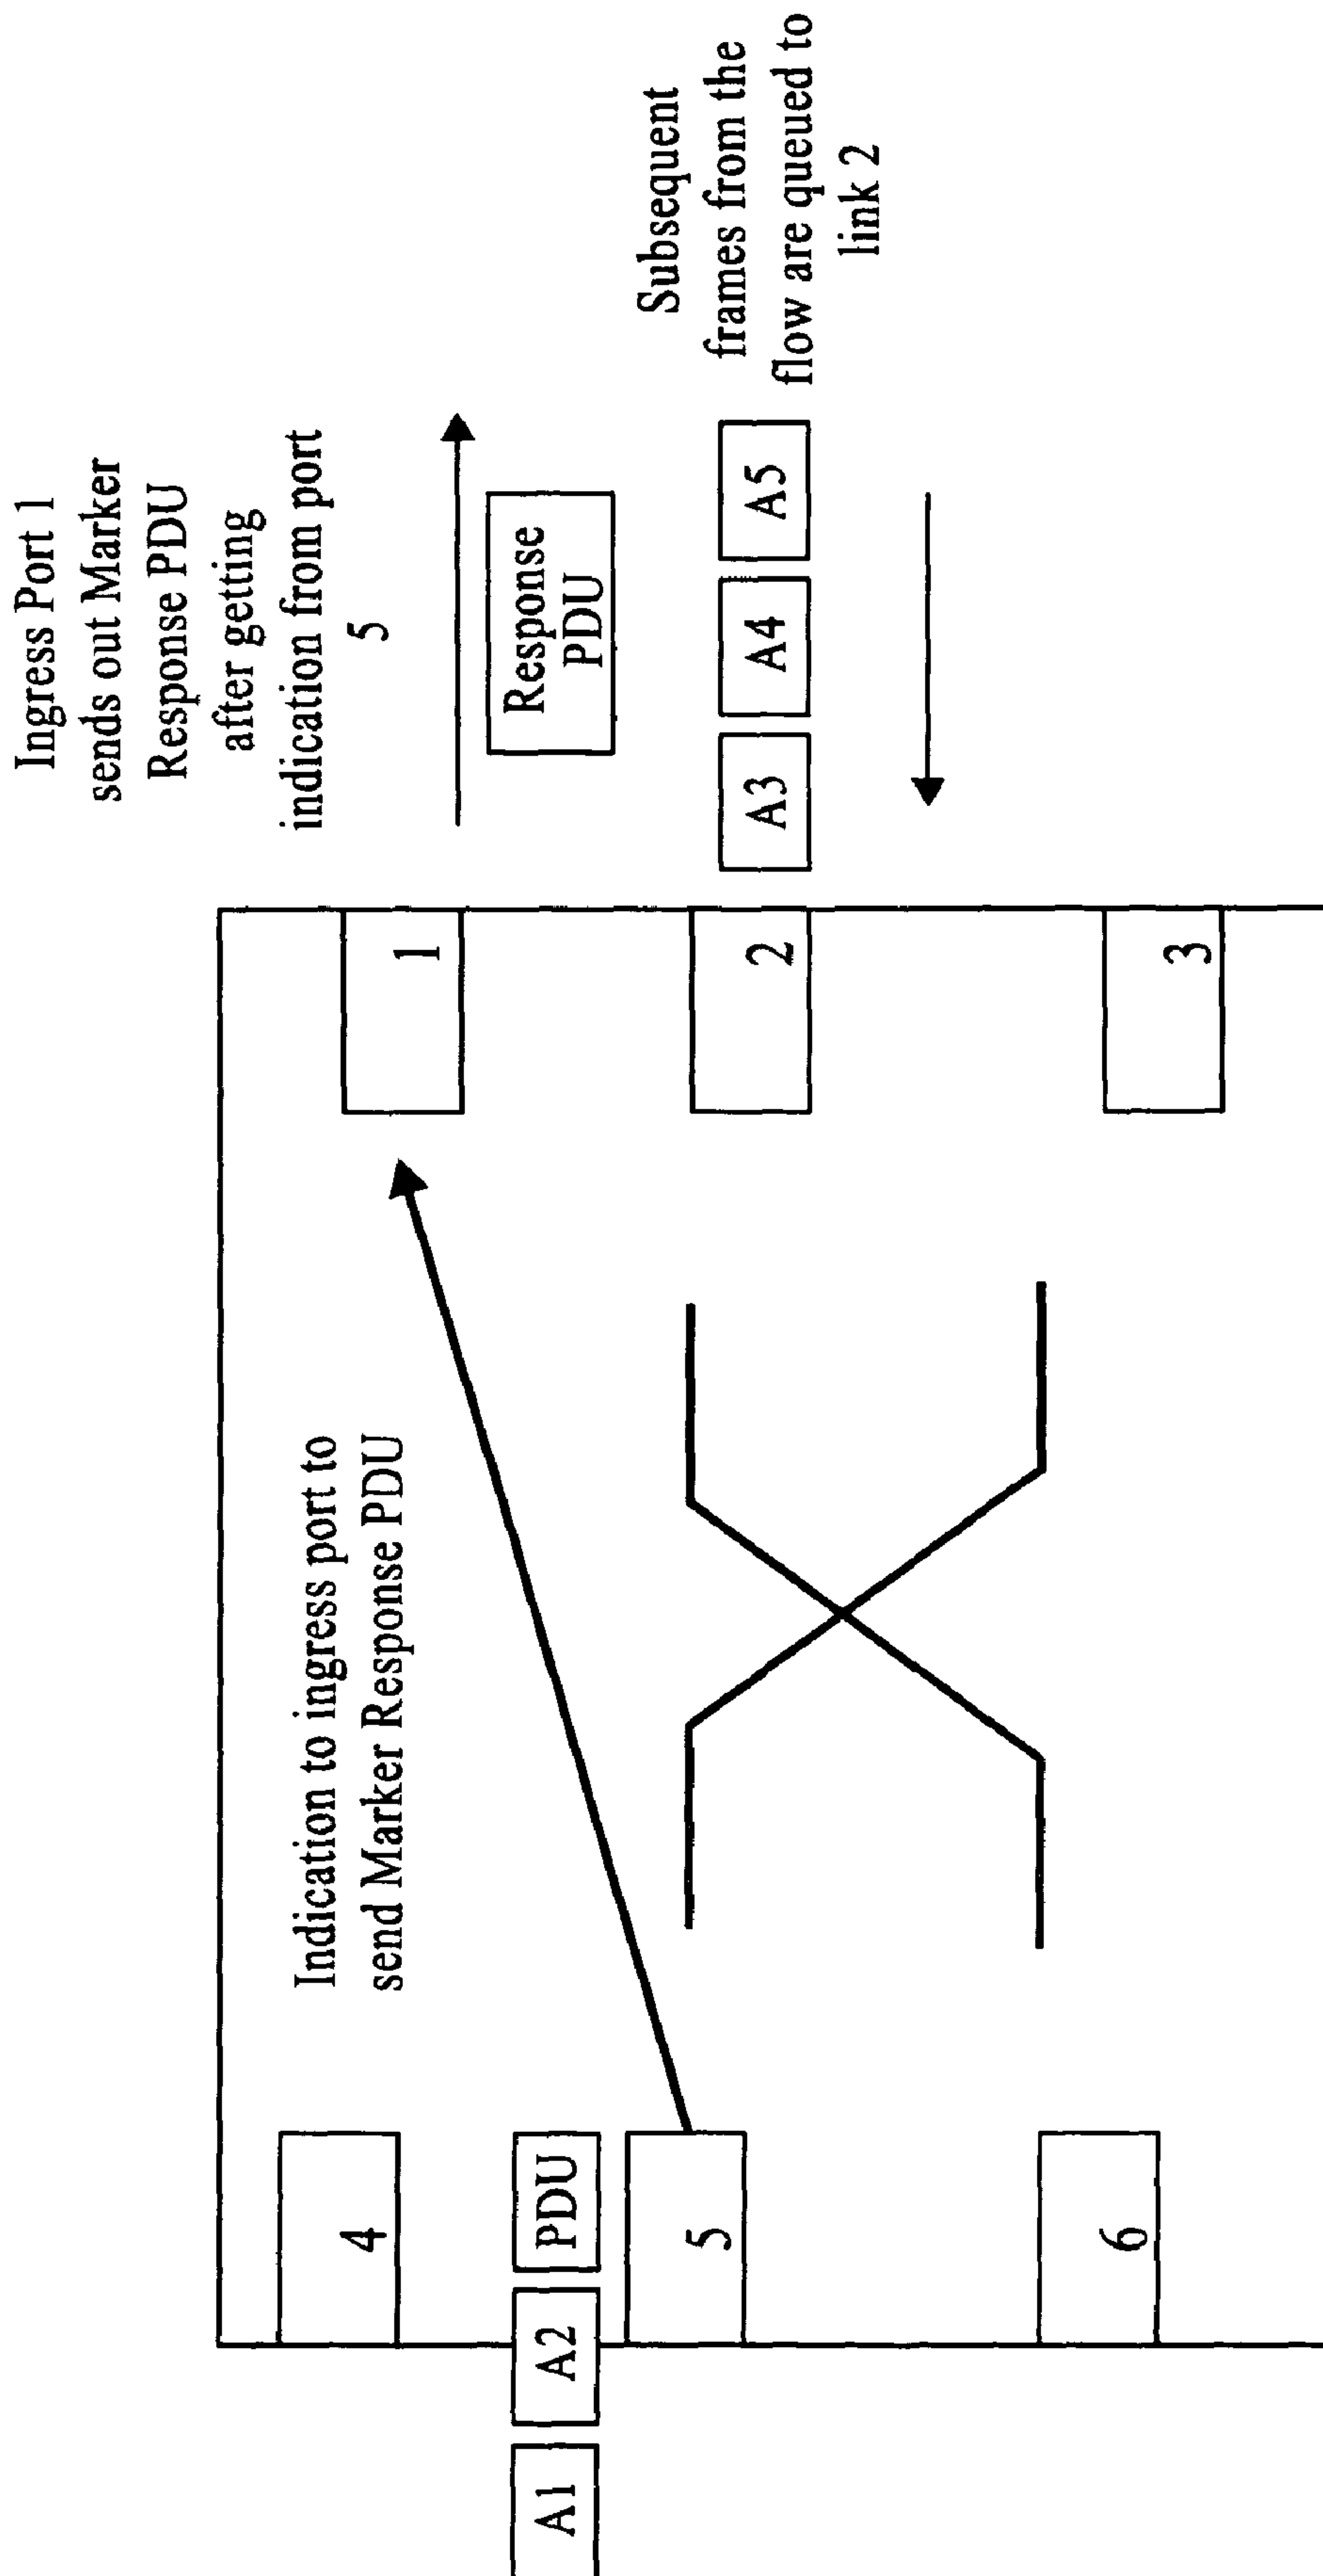 Ingress Port 1
sends out Marker
Response PDU
after getting
indication from port
5
Indication to ingress port to
send Marker Response PDU
4
1
Response
PDU
A1
A2
PDU
5
2
A3
A4
A5
Subsequent
frames from the
flow are queued to
link 2
6
3